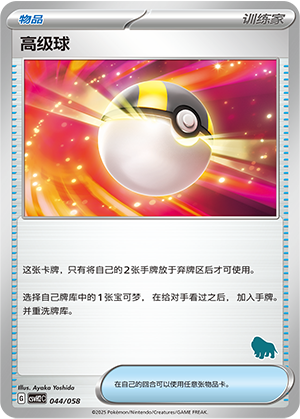 物品
训练家
高级球
这张卡牌，只有将自己的2张手牌放于弃牌区后才可使用。
选择自己牌库中的1张宝可梦，在给对手看过之后，加入手牌。
并重洗牌库。
Illus. Ayaka Yoshida
G
044/058
在自己的回合可以使用任意张物品卡。
©2025 Pokémon/Nintendo/Creatures/GAME FREAK.